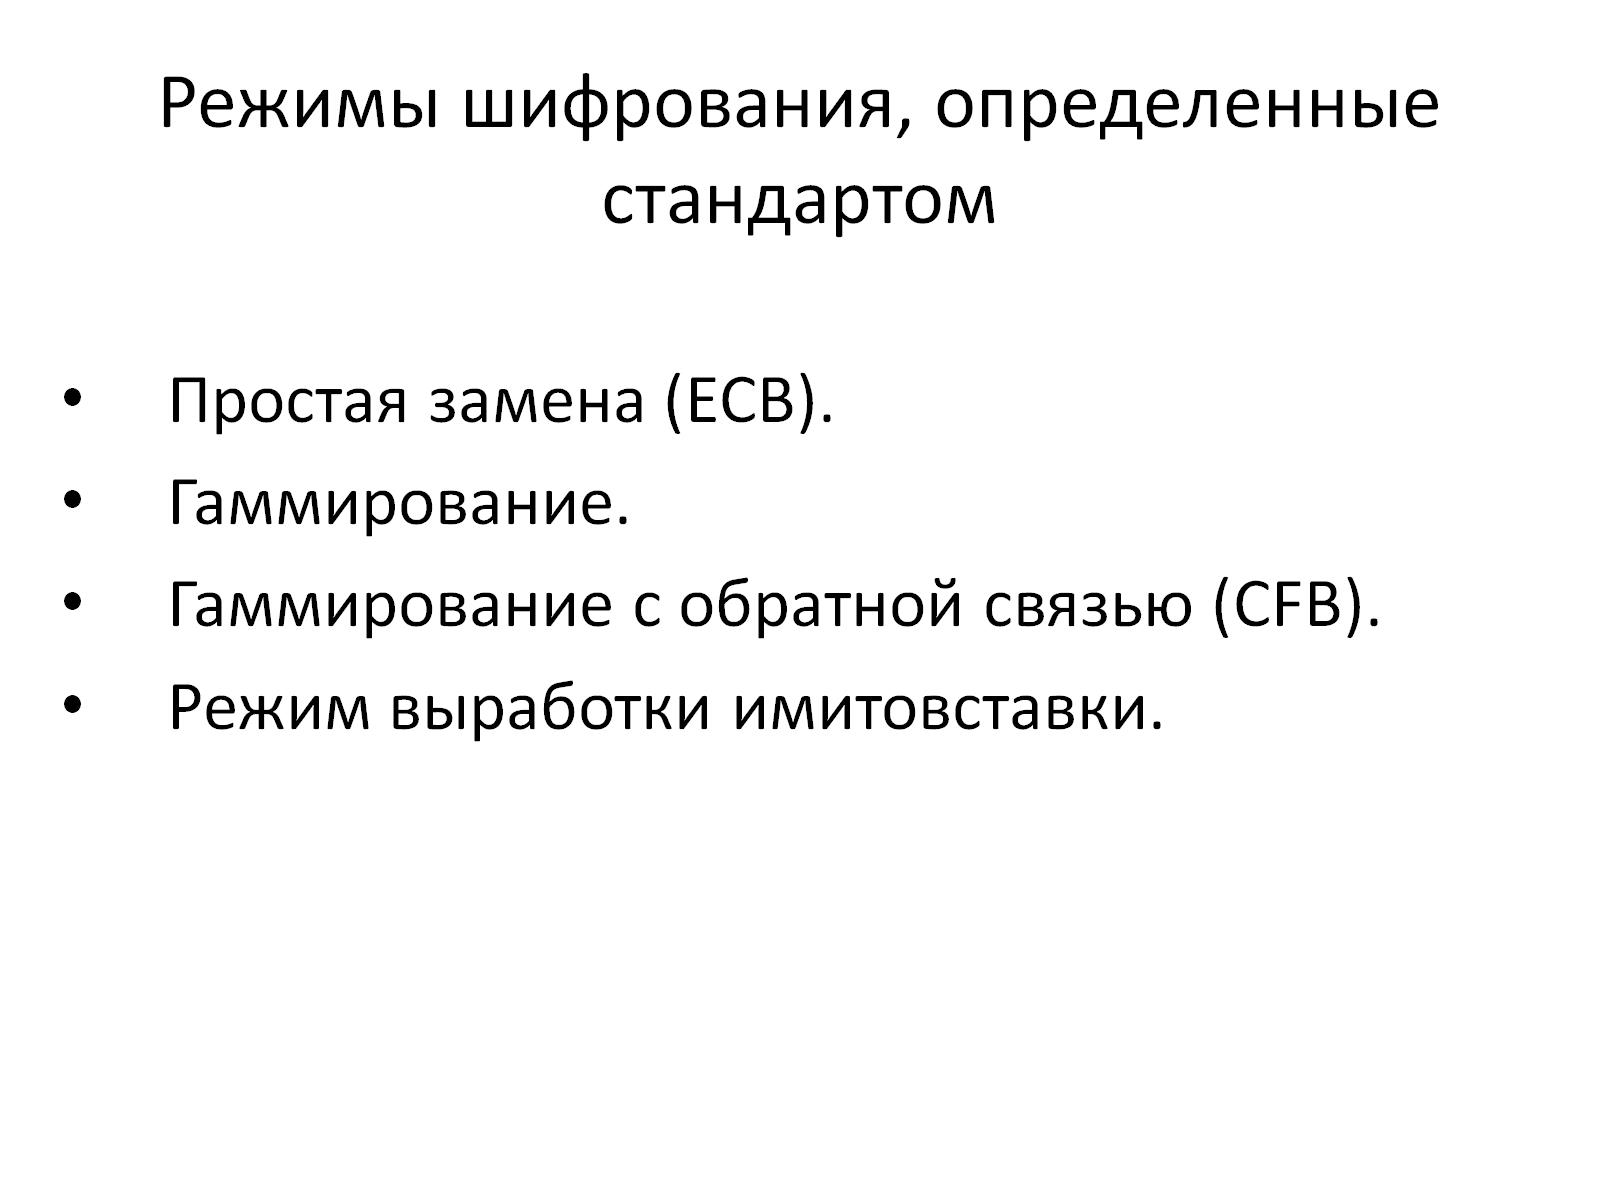 Режимы шифрования, определенные
стандартом
• Простая замена (ECB).
• Гаммирование.
• Гаммирование с обратной связью (CFB).
• Режим выработки имитовставки.